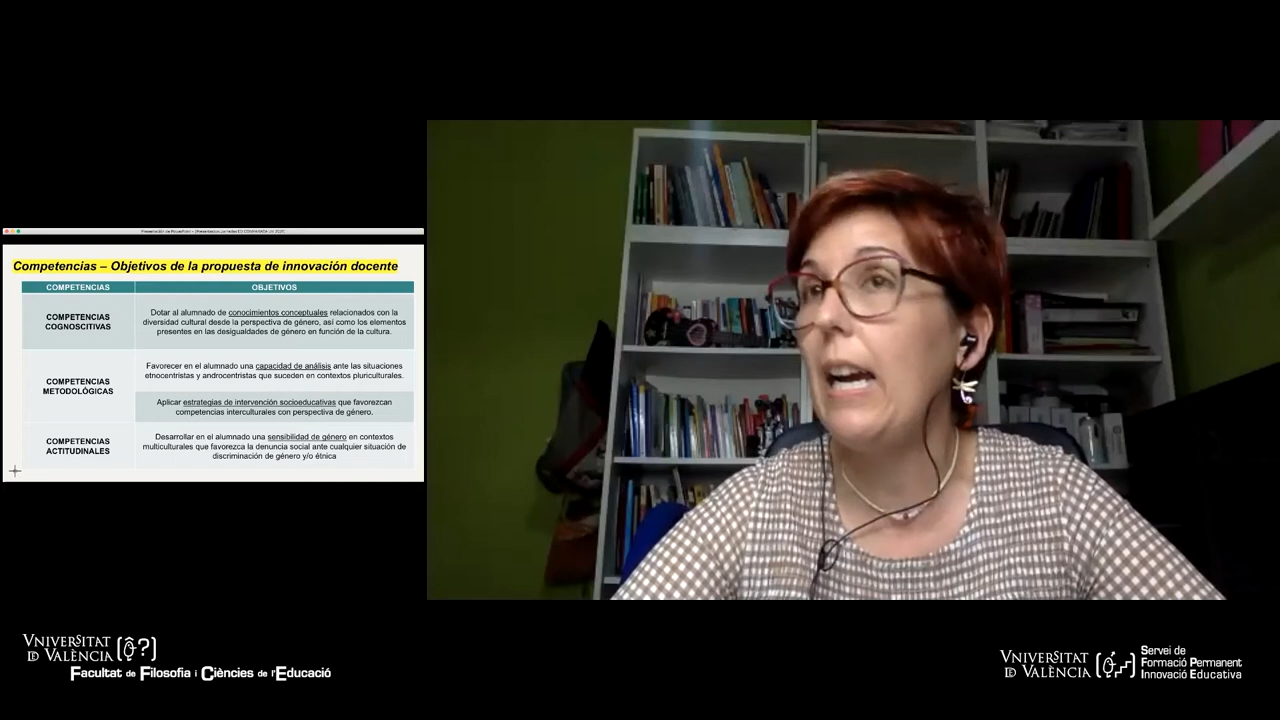 Competencias – Objetivos de la propuesta de innovación docente
COMPETENCIAS
OBJETIVOS
COMPETENCIAS
COGNOSCITIVAS
Dotar al alumnado de conocimientos conceptuales relacionados con la
diversidad cultural desde la perspectiva de género, así como los elementos
presentes en las desigualdades de género en función de la cultura.
COMPETENCIAS
METODOLÓGICAS
Favorecer en el alumnado una capacidad de análisis ante las situaciones
etnocentristas y androcentristas que suceden en contextos pluriculturales.
Aplicar estrategias de intervención socioeducativas que favorezcan
competencias interculturales con perspectiva de género.
COMPETENCIAS
ACTITUDINALES
Desarrollar en el alumnado una sensibilidad de género en contextos
multiculturales que favorezca la denuncia social ante cualquier situación de
discriminación de género y/o étnica
VNIVERSITAT
ID VALÈNCIA
Facultat de Filosofia i Ciències de l'Educació
VNIVERSITAT
ID VALÈNCIA
Servei de
Formació Permanent
Innovació Educativa